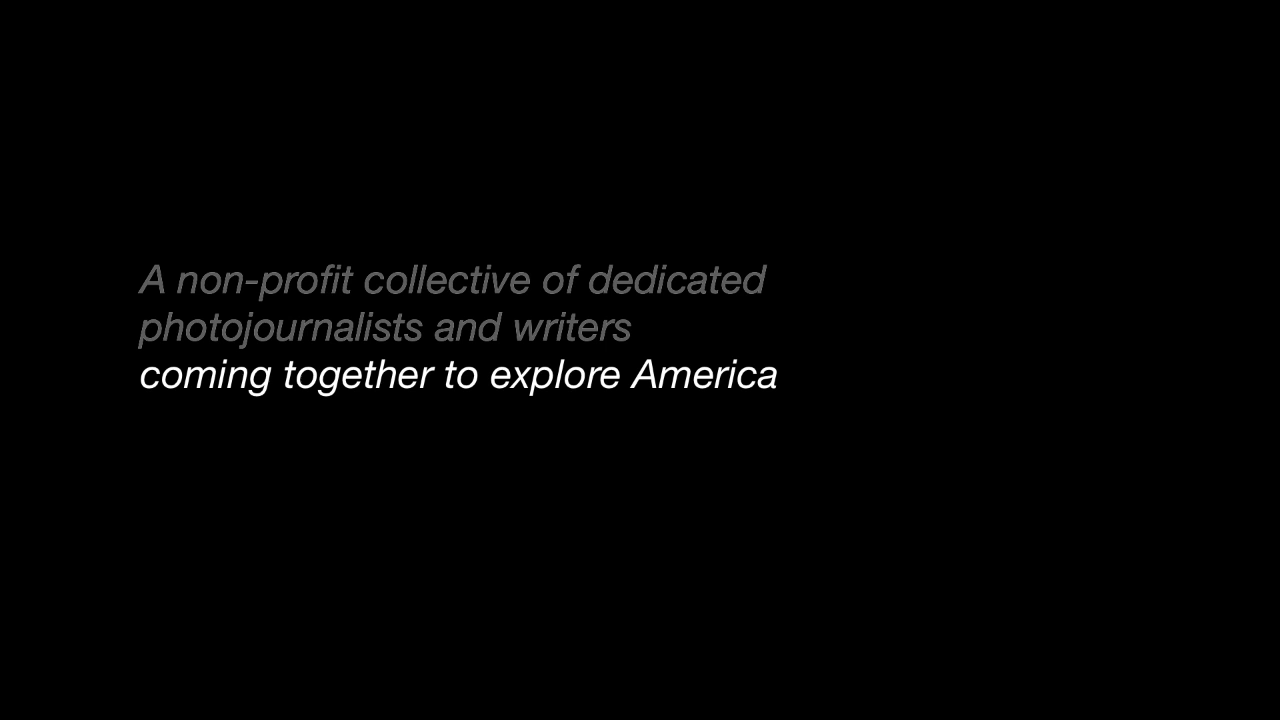 A non-profit collective of dedicated
photojournalists and writers
coming together to explore America